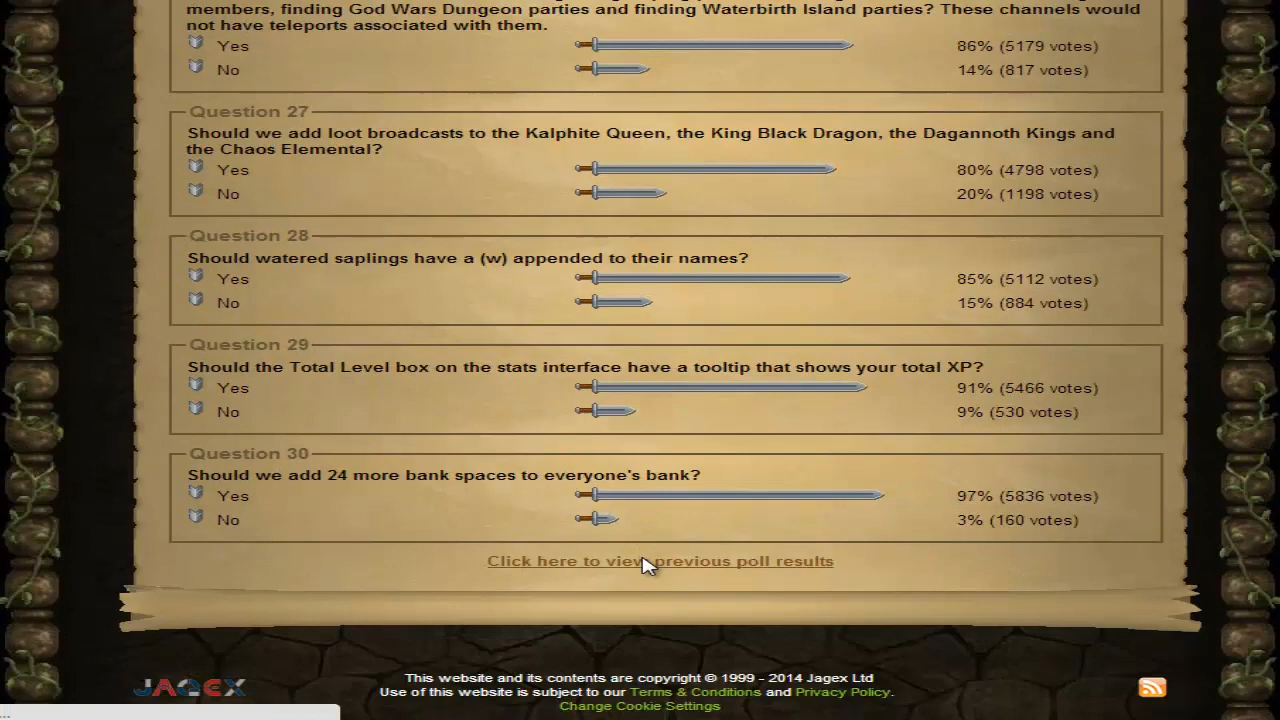 members, finding God Wars Dungeon parties and finding Waterbirth Island parties? These channels would
not have teleports associated with them.
Yes 86% (5179 votes)
No 14% (817 votes)
Question 27
Should we add loot broadcasts to the Kalphite Queen, the King Black Dragon, the Dagannoth Kings and
the Chaos Elemental?
Yes 80% (4798 votes)
No 20% (1198 votes)
Question 28
Should watered saplings have a (w) appended to their names?
Yes 85% (5112 votes)
No 15% (884 votes)
Question 29
Should the Total Level box on the stats interface have a tooltip that shows your total XP?
Yes 91% (5466 votes)
No 9% (530 votes)
Question 30
Should we add 24 more bank spaces to everyone's bank?
Yes 97% (5836 votes)
No 3% (160 votes)
Click here to view previous poll results
JAGEX
This website and its contents are copyright © 1999 - 2014 Jagex Ltd
Use of this website is subject to our Terms & Conditions and Privacy Policy.
Change Cookie Settings
...